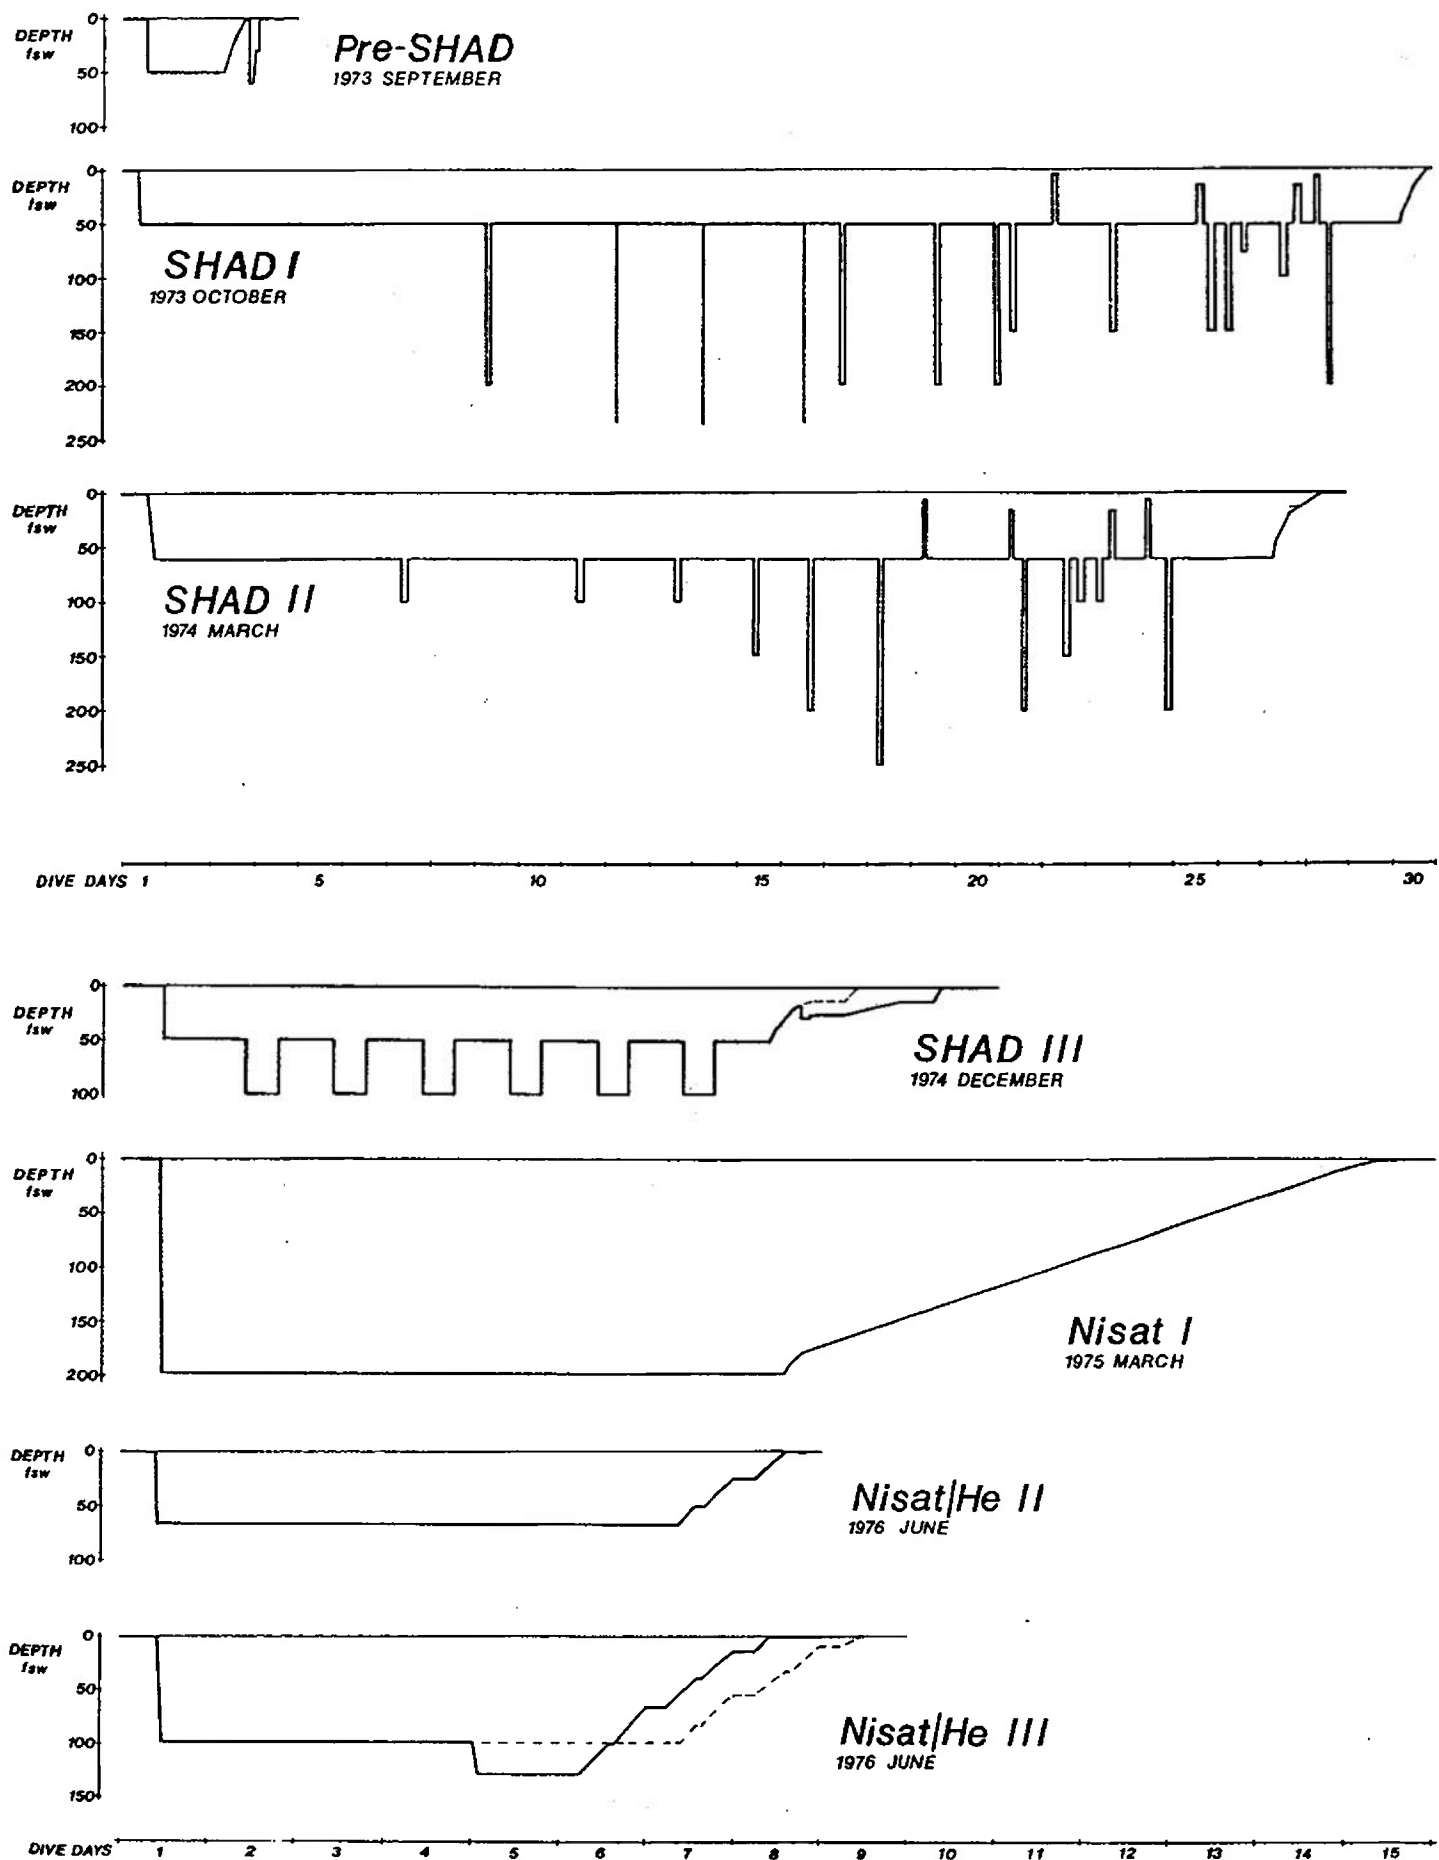 DEPTH
fsw
0
50
100
Pre-SHAD
1973 SEPTEMBER
DEPTH
fsw
0
50
100
150
200
250
SHAD I
1973 OCTOBER
DEPTH
fsw
0
50
100
150
200
250
SHAD II
1974 MARCH
DIVE DAYS 1 5 10 15 20 25 30
DEPTH
fsw
0
50
100
SHAD III
1974 DECEMBER
DEPTH
fsw
0
50
100
150
200
Nisat I
1975 MARCH
DEPTH
fsw
0
50
100
Nisat/He II
1976 JUNE
DEPTH
fsw
0
50
100
150
Nisat/He III
1976 JUNE
DIVE DAYS 1 2 3 4 5 6 7 8 9 10 11 12 13 14 15